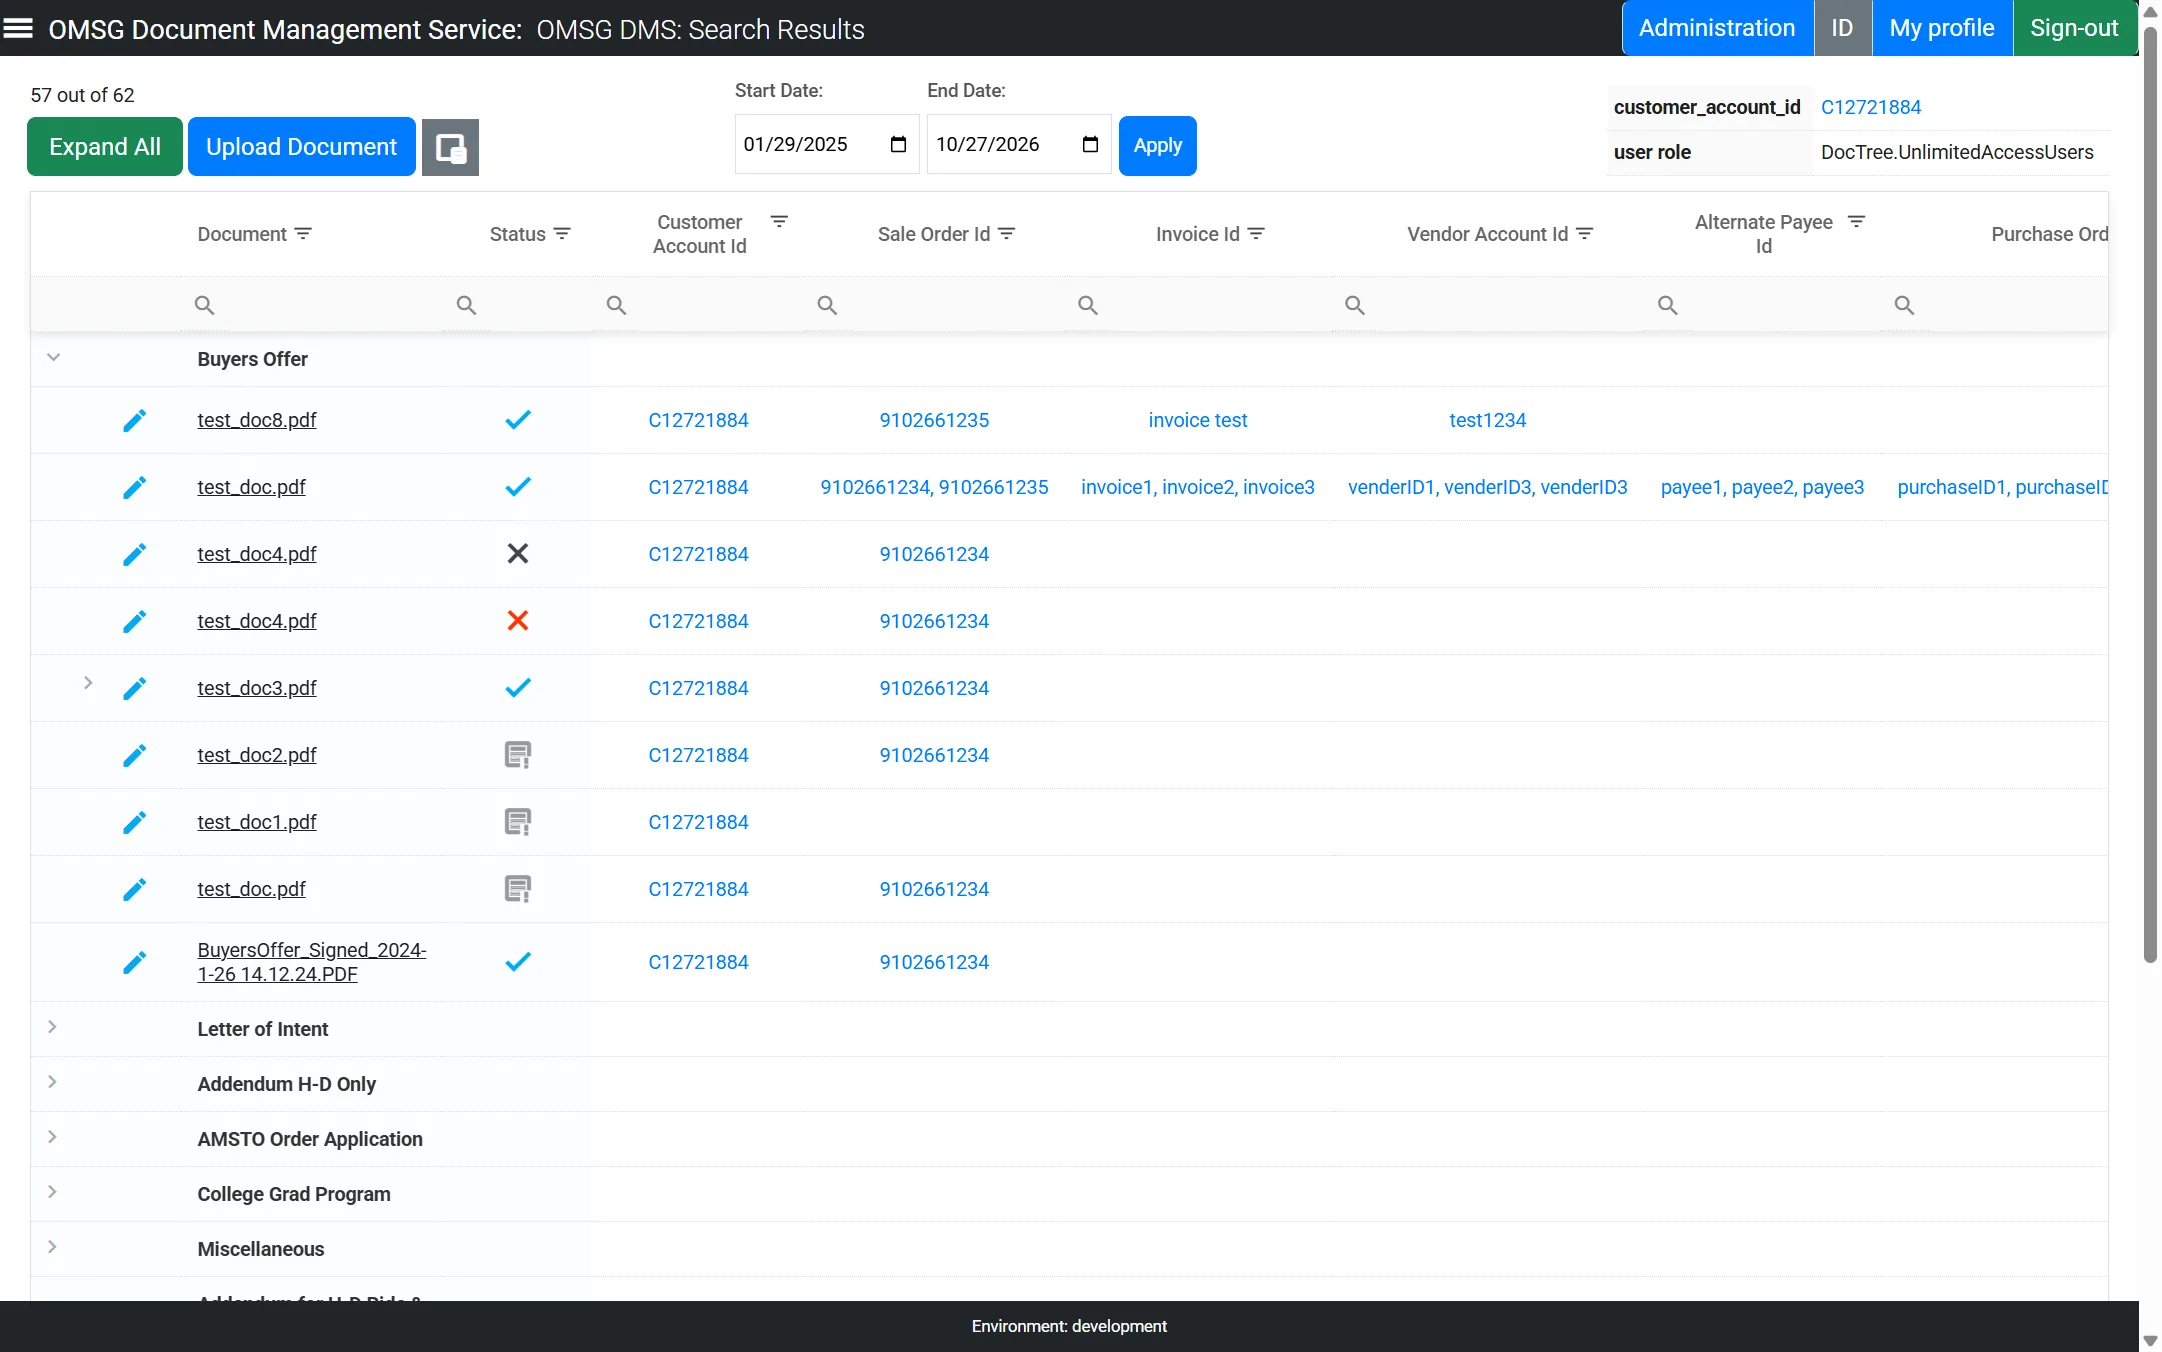 OMSG Document Management Service: OMSG DMS: Search Results
Administration ID My profile Sign-out
57 out of 62
Expand All Upload Document
Start Date: End Date:
01/29/2025 10/27/2026 Apply
customer_account_id C12721884
user role DocTree.UnlimitedAccessUsers
Document Status Customer Account Id Sale Order Id Invoice Id Vendor Account Id Alternate Payee Id Purchase Ord
Buyers Offer
test_doc8.pdf C12721884 9102661235 invoice test test1234
test_doc.pdf C12721884 9102661234, 9102661235 invoice1, invoice2, invoice3 venderID1, venderID3, venderID3 payee1, payee2, payee3 purchaseID1, purchaseID
test_doc4.pdf C12721884 9102661234
test_doc4.pdf C12721884 9102661234
test_doc3.pdf C12721884 9102661234
test_doc2.pdf C12721884 9102661234
test_doc1.pdf C12721884
test_doc.pdf C12721884 9102661234
BuyersOffer_Signed_2024-
1-26 14.12.24.PDF C12721884 9102661234
Letter of Intent
Addendum H-D Only
AMSTO Order Application
College Grad Program
Miscellaneous
Addendum for H-D Ride &
Environment: development